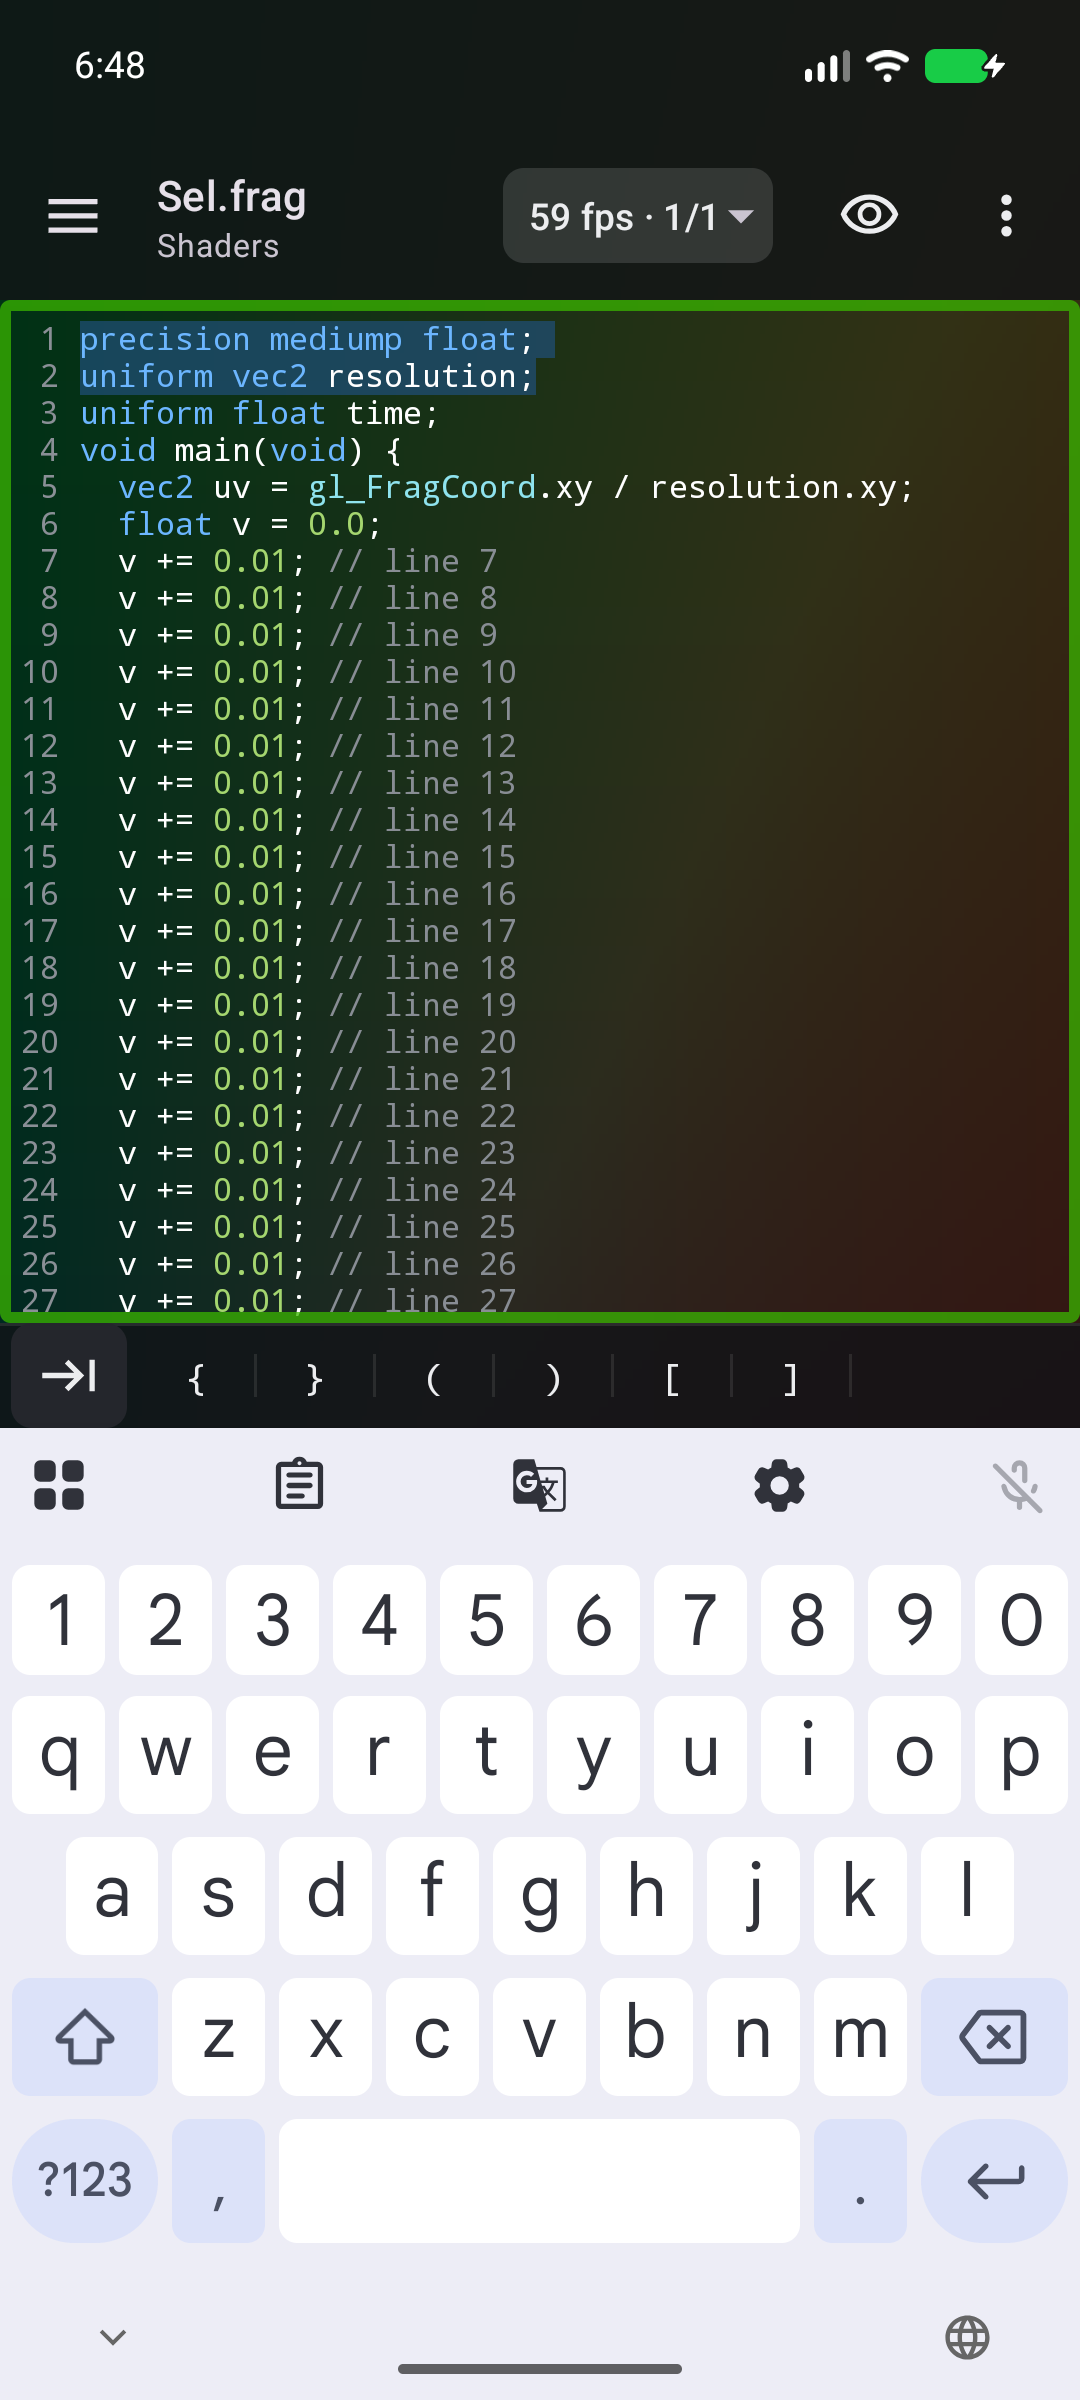 6:48
Sel.frag
Shaders
59 fps · 1/1
1 precision mediump float;
2 uniform vec2 resolution;
3 uniform float time;
4 void main(void) {
5   vec2 uv = gl_FragCoord.xy / resolution.xy;
6   float v = 0.0;
7   v += 0.01; // line 7
8   v += 0.01; // line 8
9   v += 0.01; // line 9
10   v += 0.01; // line 10
11   v += 0.01; // line 11
12   v += 0.01; // line 12
13   v += 0.01; // line 13
14   v += 0.01; // line 14
15   v += 0.01; // line 15
16   v += 0.01; // line 16
17   v += 0.01; // line 17
18   v += 0.01; // line 18
19   v += 0.01; // line 19
20   v += 0.01; // line 20
21   v += 0.01; // line 21
22   v += 0.01; // line 22
23   v += 0.01; // line 23
24   v += 0.01; // line 24
25   v += 0.01; // line 25
26   v += 0.01; // line 26
27   v += 0.01; // line 27
{ } ( ) [ ]
G 文
1 2 3 4 5 6 7 8 9 0
q w e r t y u i o p
a s d f g h j k l
z x c v b n m
?123 , .